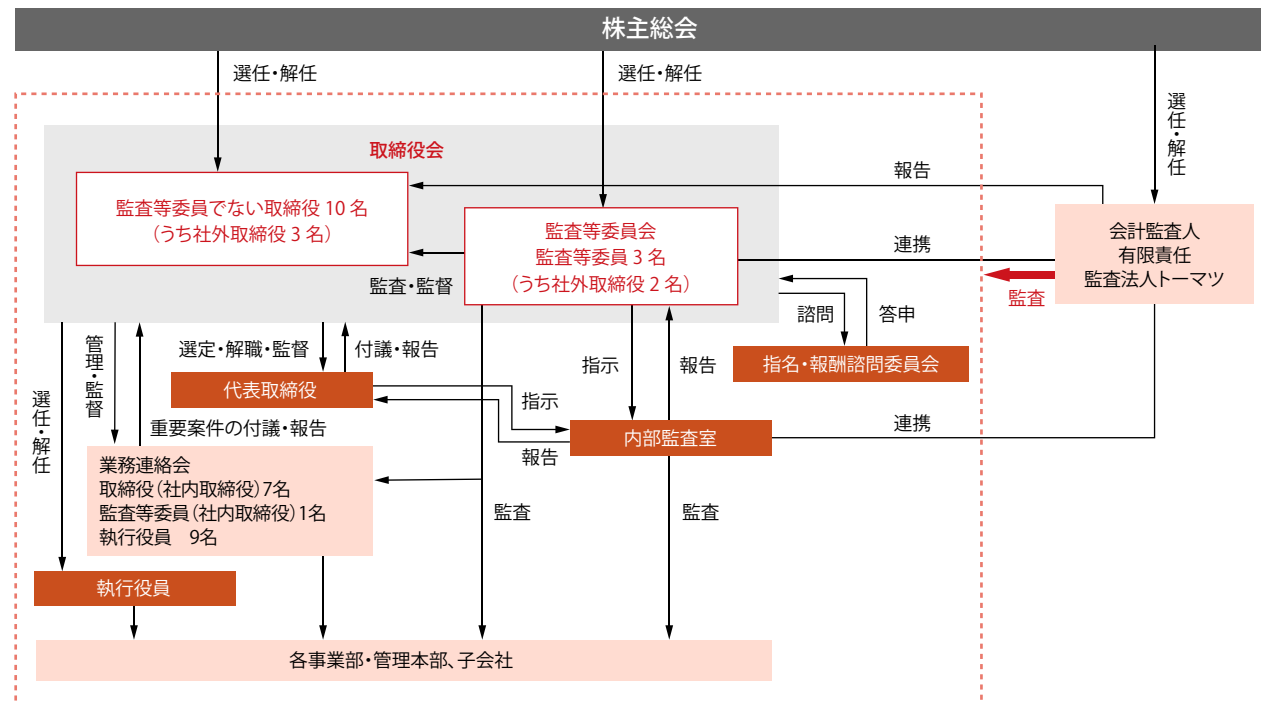 株主総会
選任・解任
選任・解任
選任・解任
取締役会
監査等委員でない取締役 10 名
（うち社外取締役 3 名）
監査等委員会
監査等委員 3 名
（うち社外取締役 2 名）
監査・監督
報告
連携
会計監査人
有限責任
監査法人トーマツ
監査
諮問
答申
指名・報酬諮問委員会
選任・解任
管理・監督
重要案件の付議・報告
選定・解職・監督
付議・報告
代表取締役
指示
報告
指示
報告
内部監査室
連携
業務連絡会
取締役（社内取締役）7名
監査等委員（社内取締役）1名
執行役員　9名
監査
監査
執行役員
各事業部・管理本部、子会社